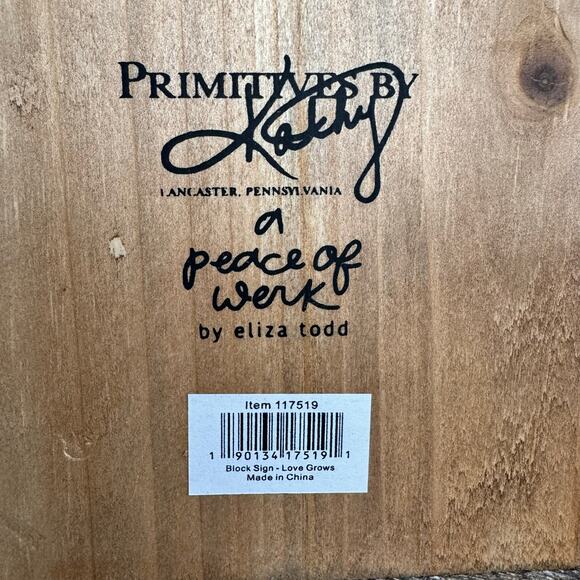 PRIMITIVES BY
Kathy
LANCASTER, PENNSYLVANIA
a
peace of
werk
by eliza todd
Item 117519
1 90134 17519 1
Block Sign - Love Grows
Made in China